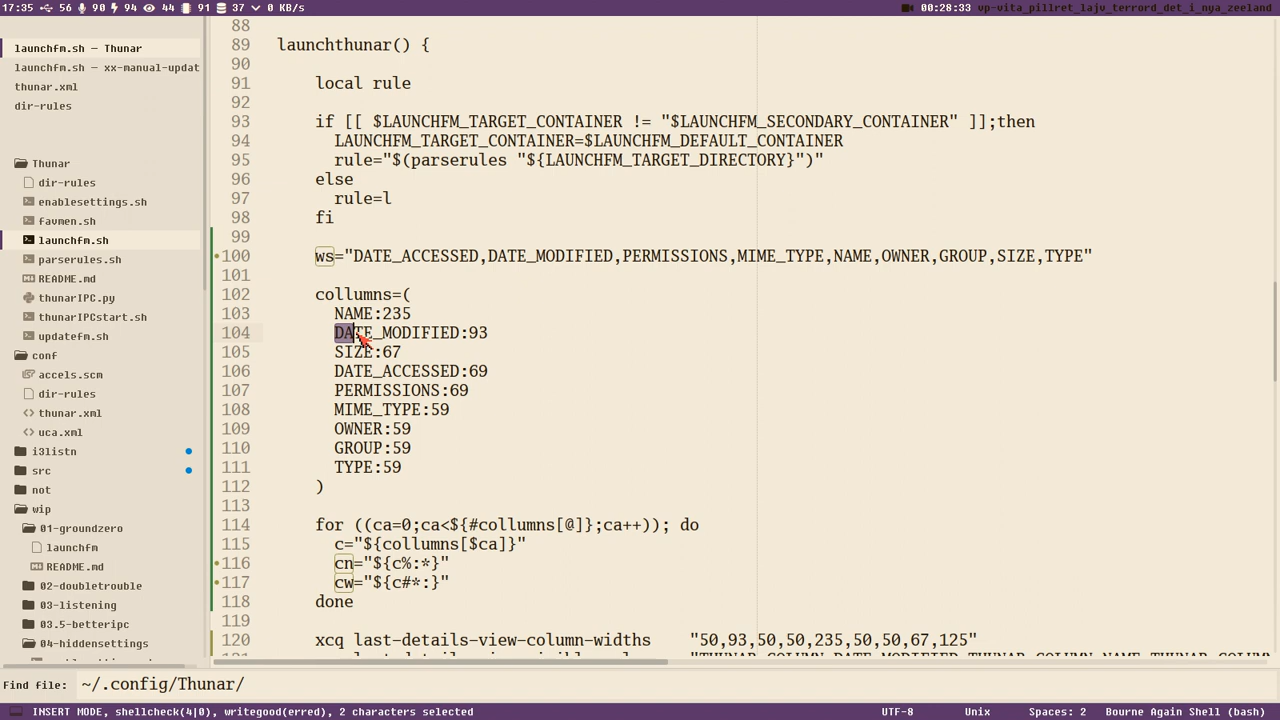 17:35 56 90 94 44 91 37 0 KB/s 00:28:33 vp-vita_pillret_lajv_terrord_det_i_nya_zeeland
launchfm.sh — Thunar
launchfm.sh — xx-manual-updat
thunar.xml
dir-rules
Thunar
dir-rules
enablesettings.sh
favmen.sh
launchfm.sh
parserules.sh
README.md
thunarIPC.py
thunarIPCstart.sh
updatefm.sh
conf
accels.scm
dir-rules
thunar.xml
uca.xml
i3listn
src
not
wip
01-groundzero
launchfm
README.md
02-doubletrouble
03-listening
03.5-betteripc
04-hiddensettings
88
89 launchthunar() {
90
91 local rule
92
93 if [[ $LAUNCHFM_TARGET_CONTAINER != "$LAUNCHFM_SECONDARY_CONTAINER" ]];then
94 LAUNCHFM_TARGET_CONTAINER=$LAUNCHFM_DEFAULT_CONTAINER
95 rule="$(parserules "${LAUNCHFM_TARGET_DIRECTORY}")"
96 else
97 rule=l
98 fi
99
100 ws="DATE_ACCESSED,DATE_MODIFIED,PERMISSIONS,MIME_TYPE,NAME,OWNER,GROUP,SIZE,TYPE"
101
102 collumns=(
103 NAME:235
104 DATE_MODIFIED:93
105 SIZE:67
106 DATE_ACCESSED:69
107 PERMISSIONS:69
108 MIME_TYPE:59
109 OWNER:59
110 GROUP:59
111 TYPE:59
112 )
113
114 for ((ca=0;ca<${#collumns[@]};ca++)); do
115 c="${collumns[$ca]}"
116 cn="${c%:*}"
117 cw="${c#*:}"
118 done
119
120 xcq last-details-view-column-widths "50,93,50,50,235,50,50,67,125"
Find file: ~/.config/Thunar/
INSERT MODE, shellcheck(4|0), writegood(erred), 2 characters selected UTF-8 Unix Spaces: 2 Bourne Again Shell (bash)